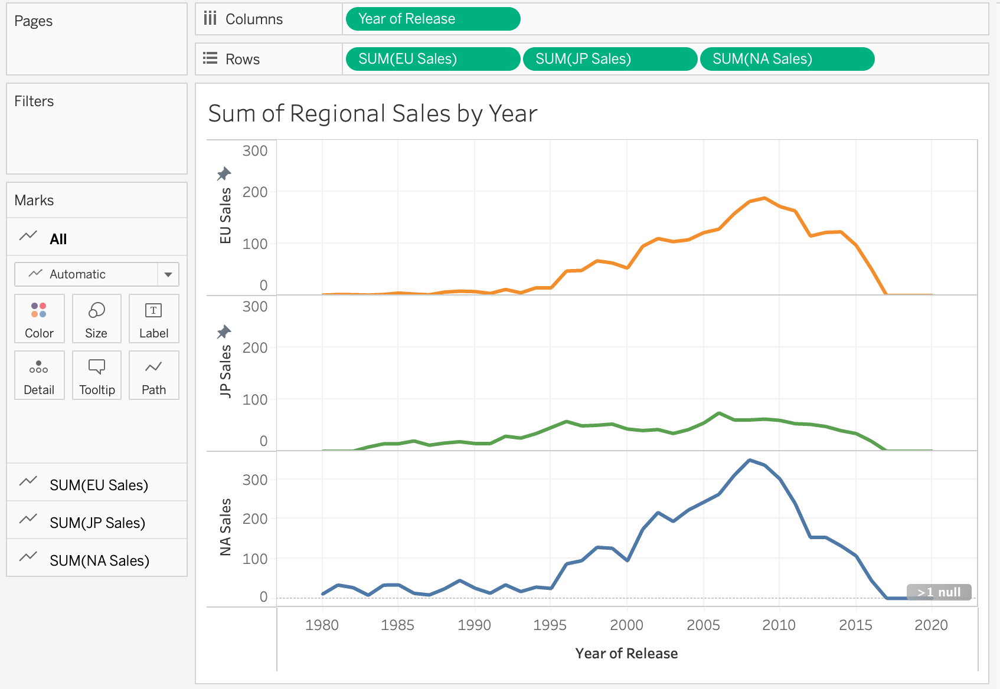 Pages
Columns
Year of Release
Rows
SUM(EU Sales)
SUM(JP Sales)
SUM(NA Sales)
Filters
Marks
All
Automatic
Color
Size
Label
T
Detail
Tooltip
Path
SUM(EU Sales)
SUM(JP Sales)
SUM(NA Sales)
Sum of Regional Sales by Year
EU Sales
300
200
100
0
JP Sales
300
200
100
0
NA Sales
300
200
100
0
>1 null
1980
1985
1990
1995
2000
2005
2010
2015
2020
Year of Release